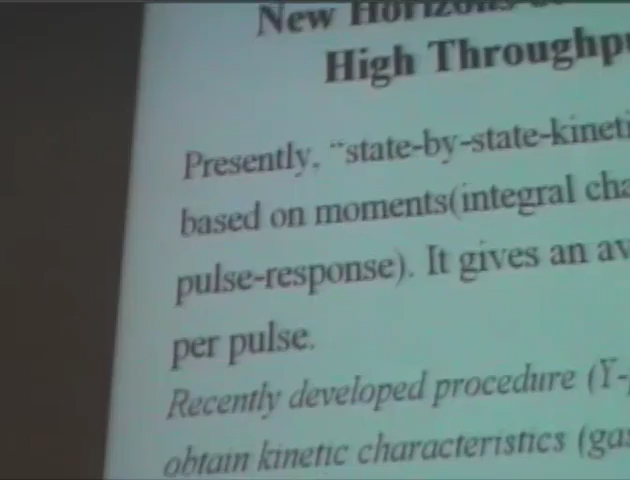 New Horizons
High Throughp
Presently, "state-by-state-kineti
based on moments(integral cha
pulse-response). It gives an av
per pulse.
Recently developed procedure (Y-
obtain kinetic characteristics (gas